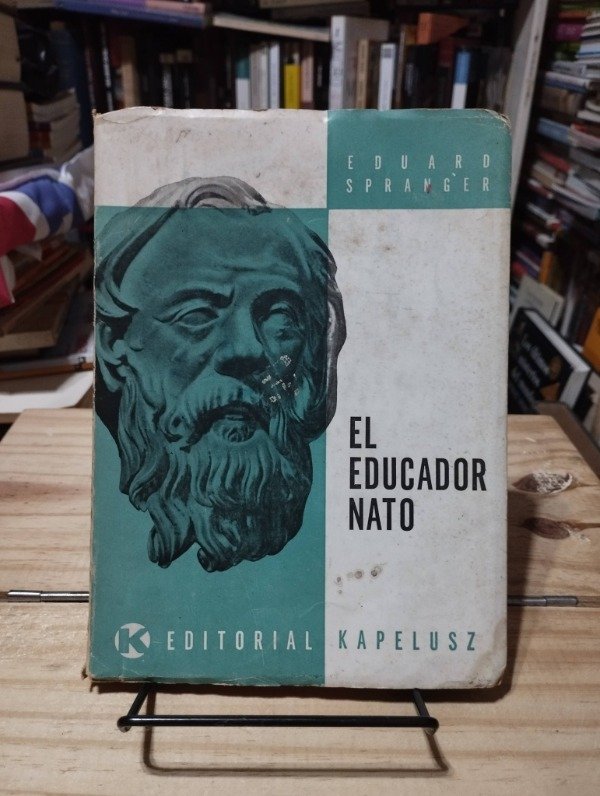 EDUARD
SPRANGER
EL
EDUCADOR
NATO
K EDITORIAL KAPELUSZ